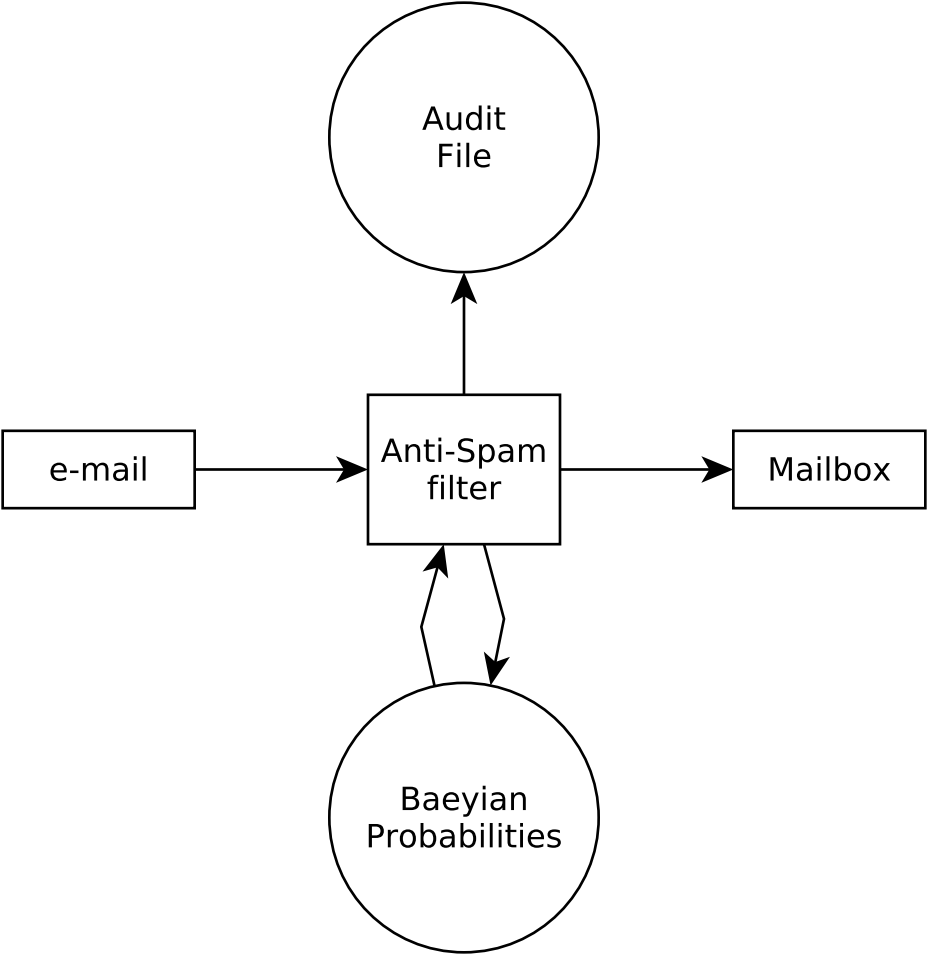 Audit
File
e-mail
Anti-Spam
filter
Mailbox
Baeyian
Probabilities